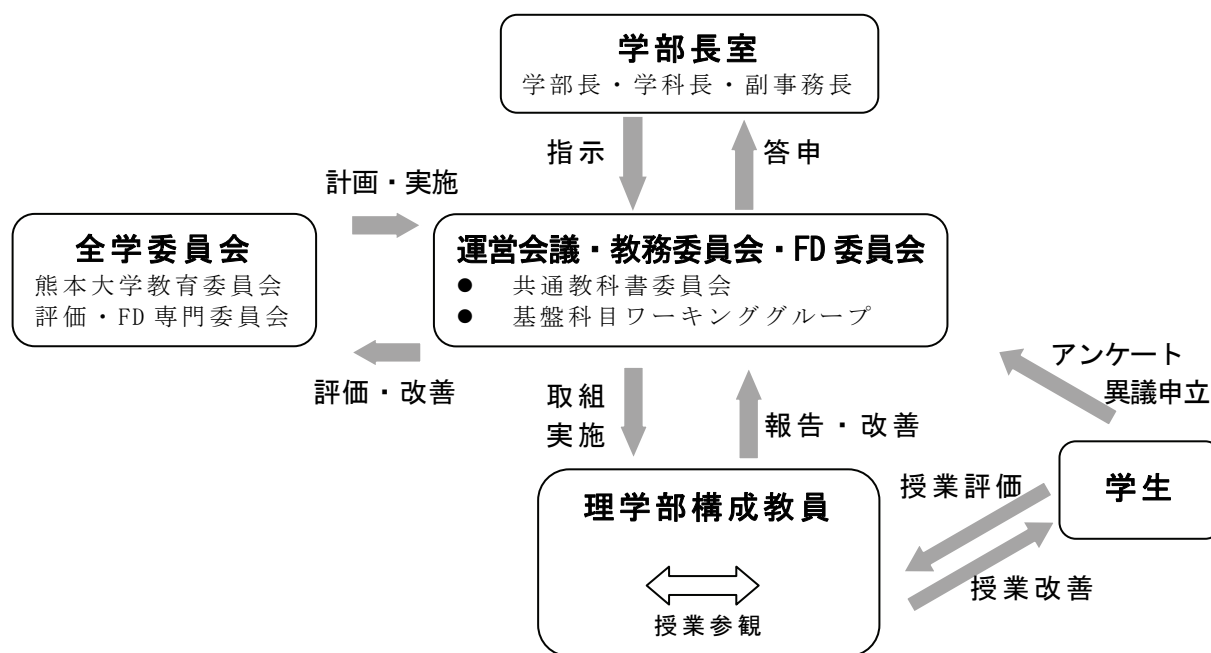 学部長室
学部長・学科長・副事務長
指示
答申
計画・実施
全学委員会
熊本大学教育委員会
評価・FD専門委員会
運営会議・教務委員会・FD委員会
● 共通教科書委員会
● 基盤科目ワーキンググループ
評価・改善
取組
実施
報告・改善
アンケート
異議申立
学生
授業評価
授業改善
理学部構成教員
授業参観